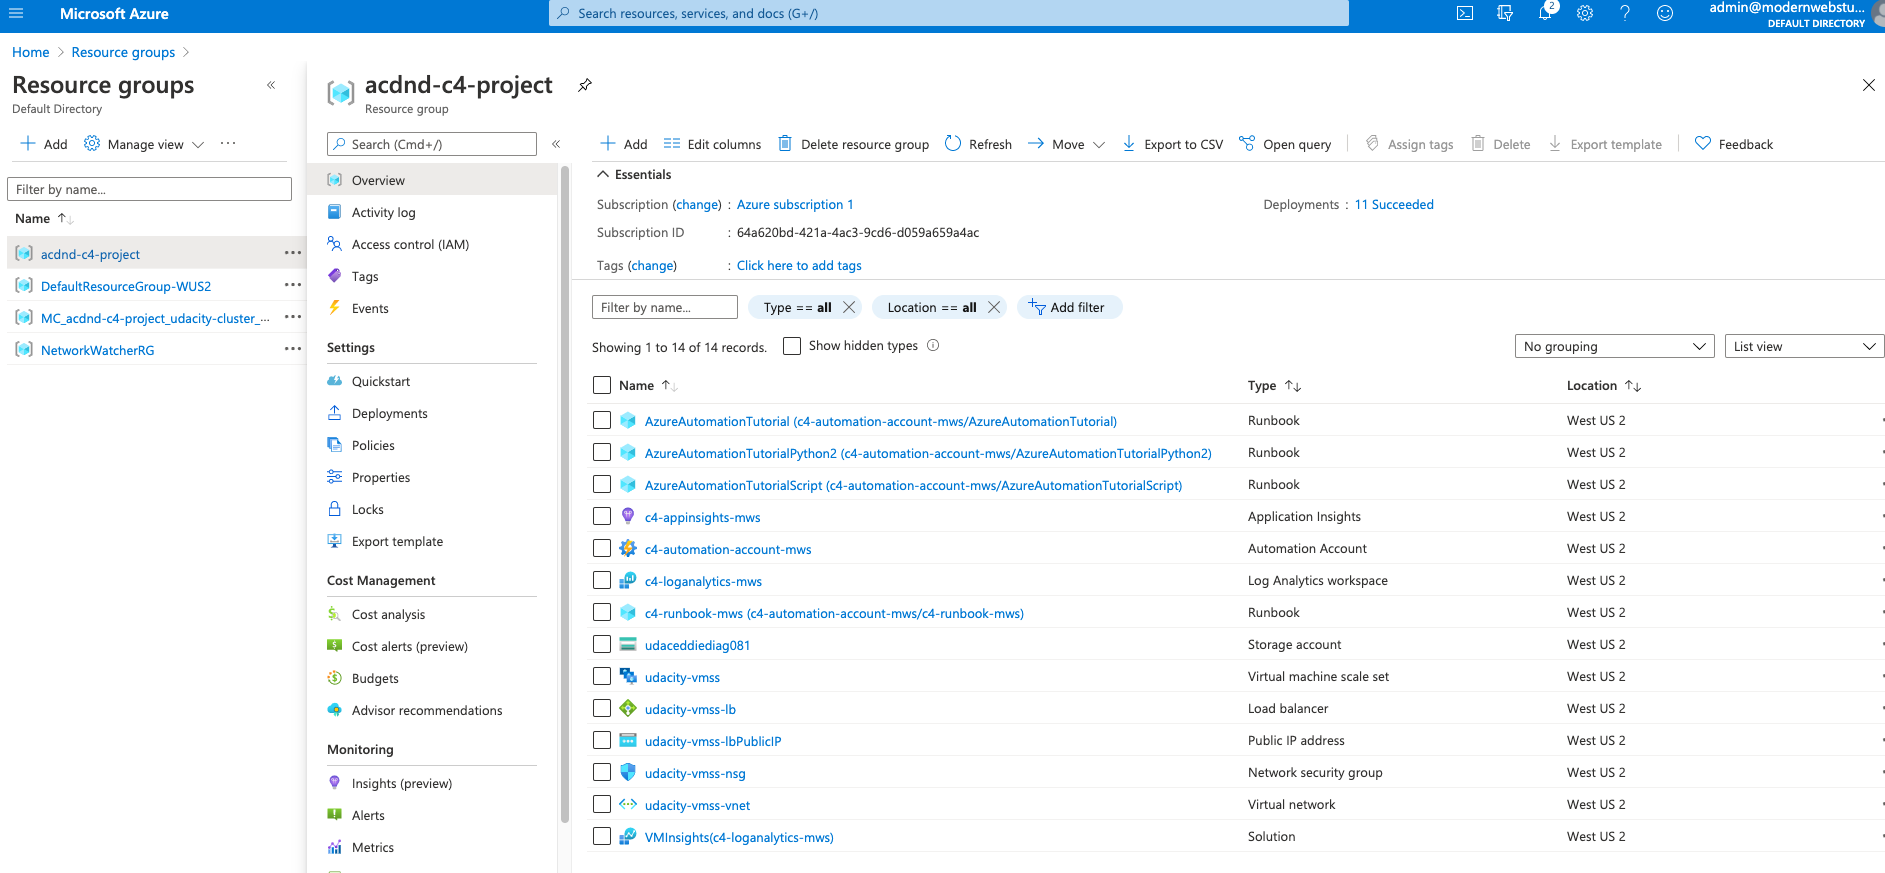 Microsoft Azure
Search resources, services, and docs (G+/)
2
admin@modernwebstu...
DEFAULT DIRECTORY
Home > Resource groups >
Resource groups
Default Directory
Add Manage view ...
Filter by name...
Name
acdnd-c4-project
DefaultResourceGroup-WUS2
MC_acdnd-c4-project_udacity-cluster_...
NetworkWatcherRG
acdnd-c4-project
Resource group
Search (Cmd+/)
Overview
Activity log
Access control (IAM)
Tags
Events
Settings
Quickstart
Deployments
Policies
Properties
Locks
Export template
Cost Management
Cost analysis
Cost alerts (preview)
Budgets
Advisor recommendations
Monitoring
Insights (preview)
Alerts
Metrics
Add Edit columns Delete resource group Refresh Move Export to CSV Open query Assign tags Delete Export template Feedback
Essentials
Subscription (change) : Azure subscription 1 Deployments : 11 Succeeded
Subscription ID : 64a620bd-421a-4ac3-9cd6-d059a659a4ac
Tags (change) : Click here to add tags
Filter by name... Type == all Location == all Add filter
Showing 1 to 14 of 14 records. Show hidden types No grouping List view
Name Type Location
AzureAutomationTutorial (c4-automation-account-mws/AzureAutomationTutorial) Runbook West US 2
AzureAutomationTutorialPython2 (c4-automation-account-mws/AzureAutomationTutorialPython2) Runbook West US 2
AzureAutomationTutorialScript (c4-automation-account-mws/AzureAutomationTutorialScript) Runbook West US 2
c4-appinsights-mws Application Insights West US 2
c4-automation-account-mws Automation Account West US 2
c4-loganalytics-mws Log Analytics workspace West US 2
c4-runbook-mws (c4-automation-account-mws/c4-runbook-mws) Runbook West US 2
udaceddiediag081 Storage account West US 2
udacity-vmss Virtual machine scale set West US 2
udacity-vmss-lb Load balancer West US 2
udacity-vmss-lbPublicIP Public IP address West US 2
udacity-vmss-nsg Network security group West US 2
udacity-vmss-vnet Virtual network West US 2
VMInsights(c4-loganalytics-mws) Solution West US 2